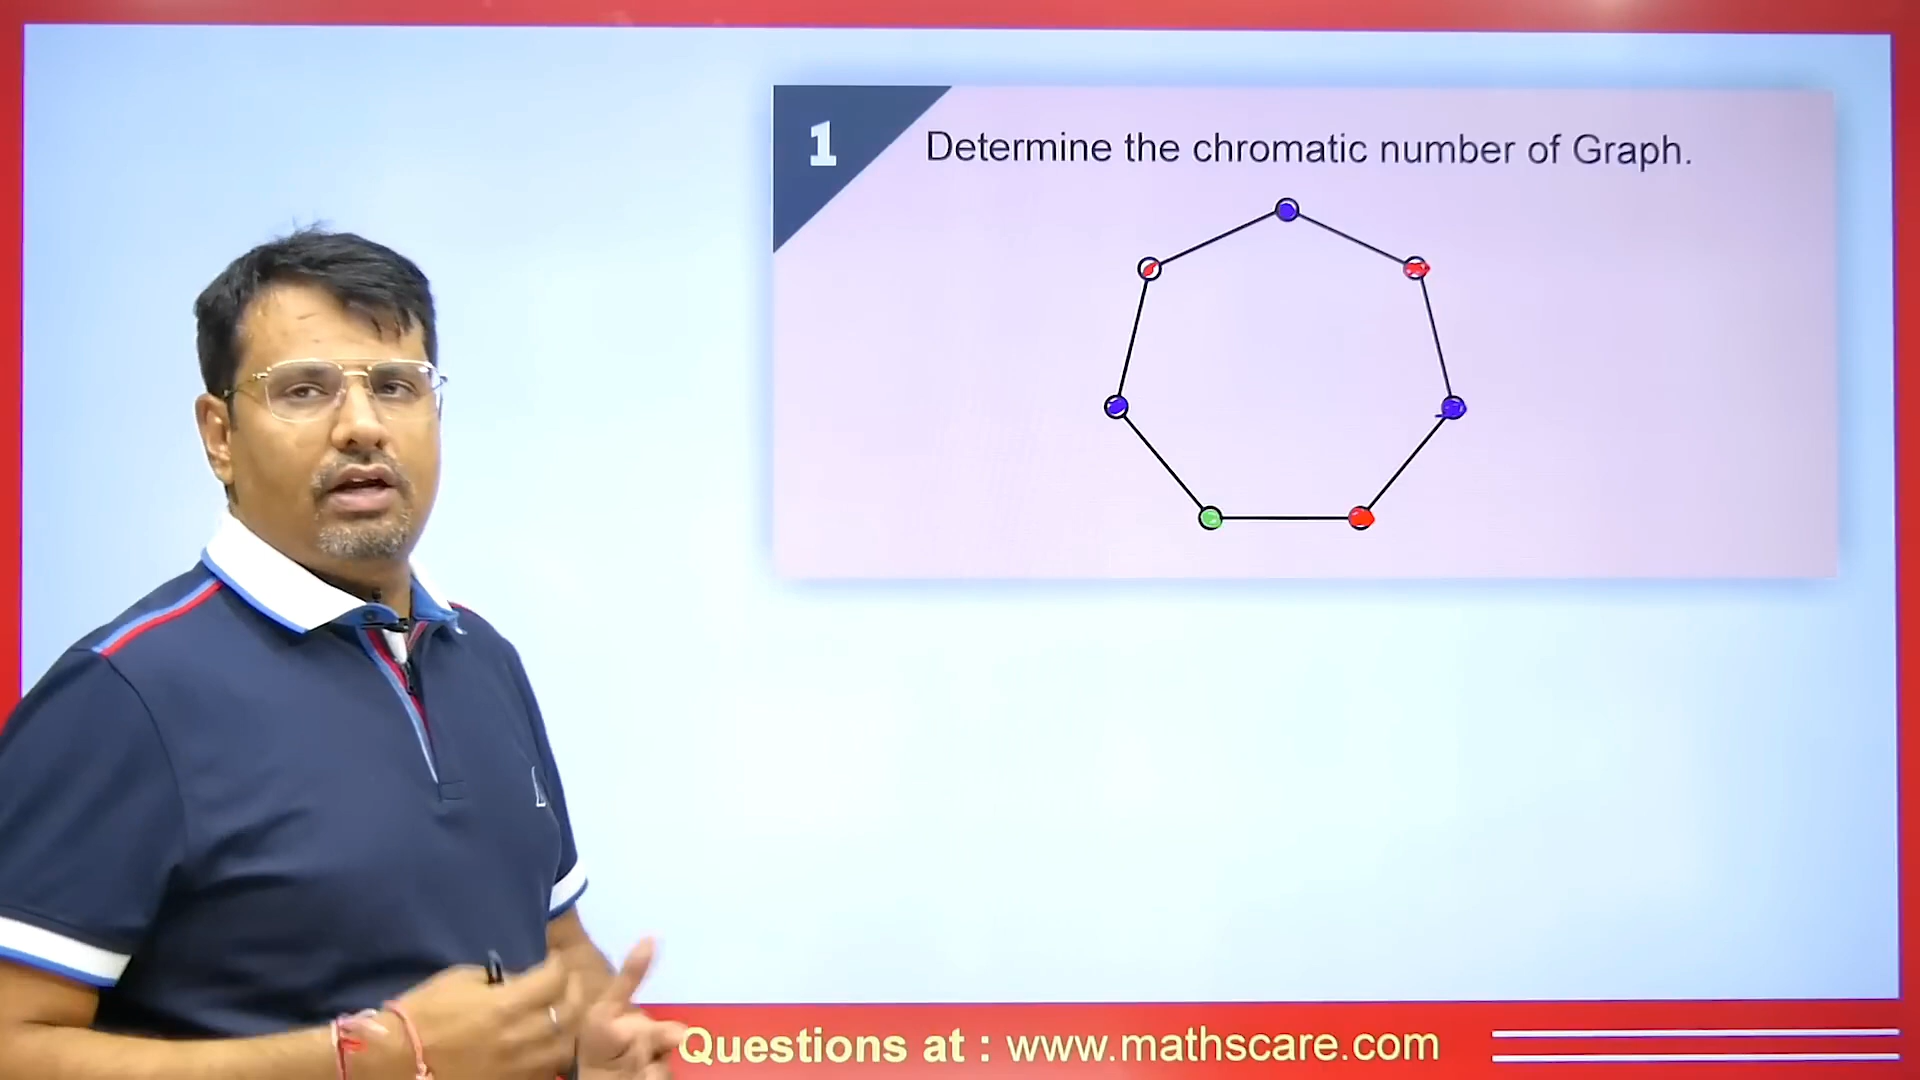 1
Determine the chromatic number of Graph.
Questions at : www.mathscare.com